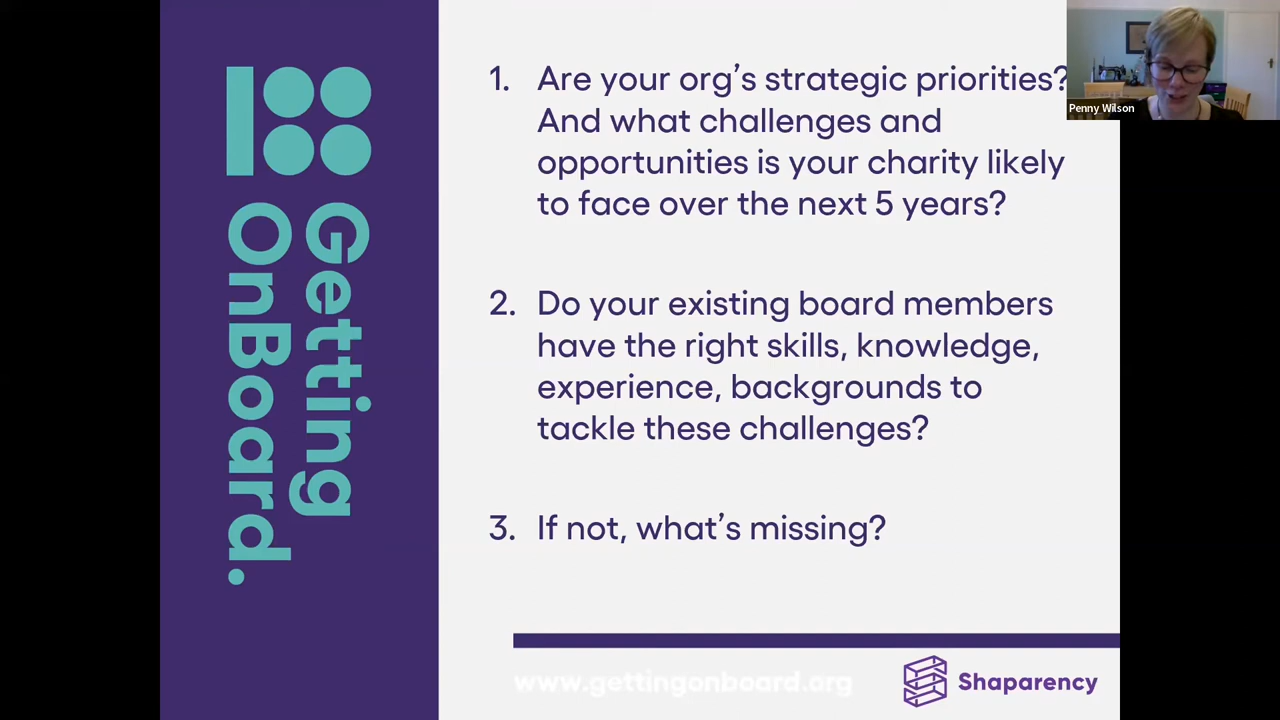 Getting
OnBoard.
1. Are your org's strategic priorities?
And what challenges and
opportunities is your charity likely
to face over the next 5 years?
2. Do your existing board members
have the right skills, knowledge,
experience, backgrounds to
tackle these challenges?
3. If not, what's missing?
www.gettingonboard.org
Shaparency
Penny Wilson